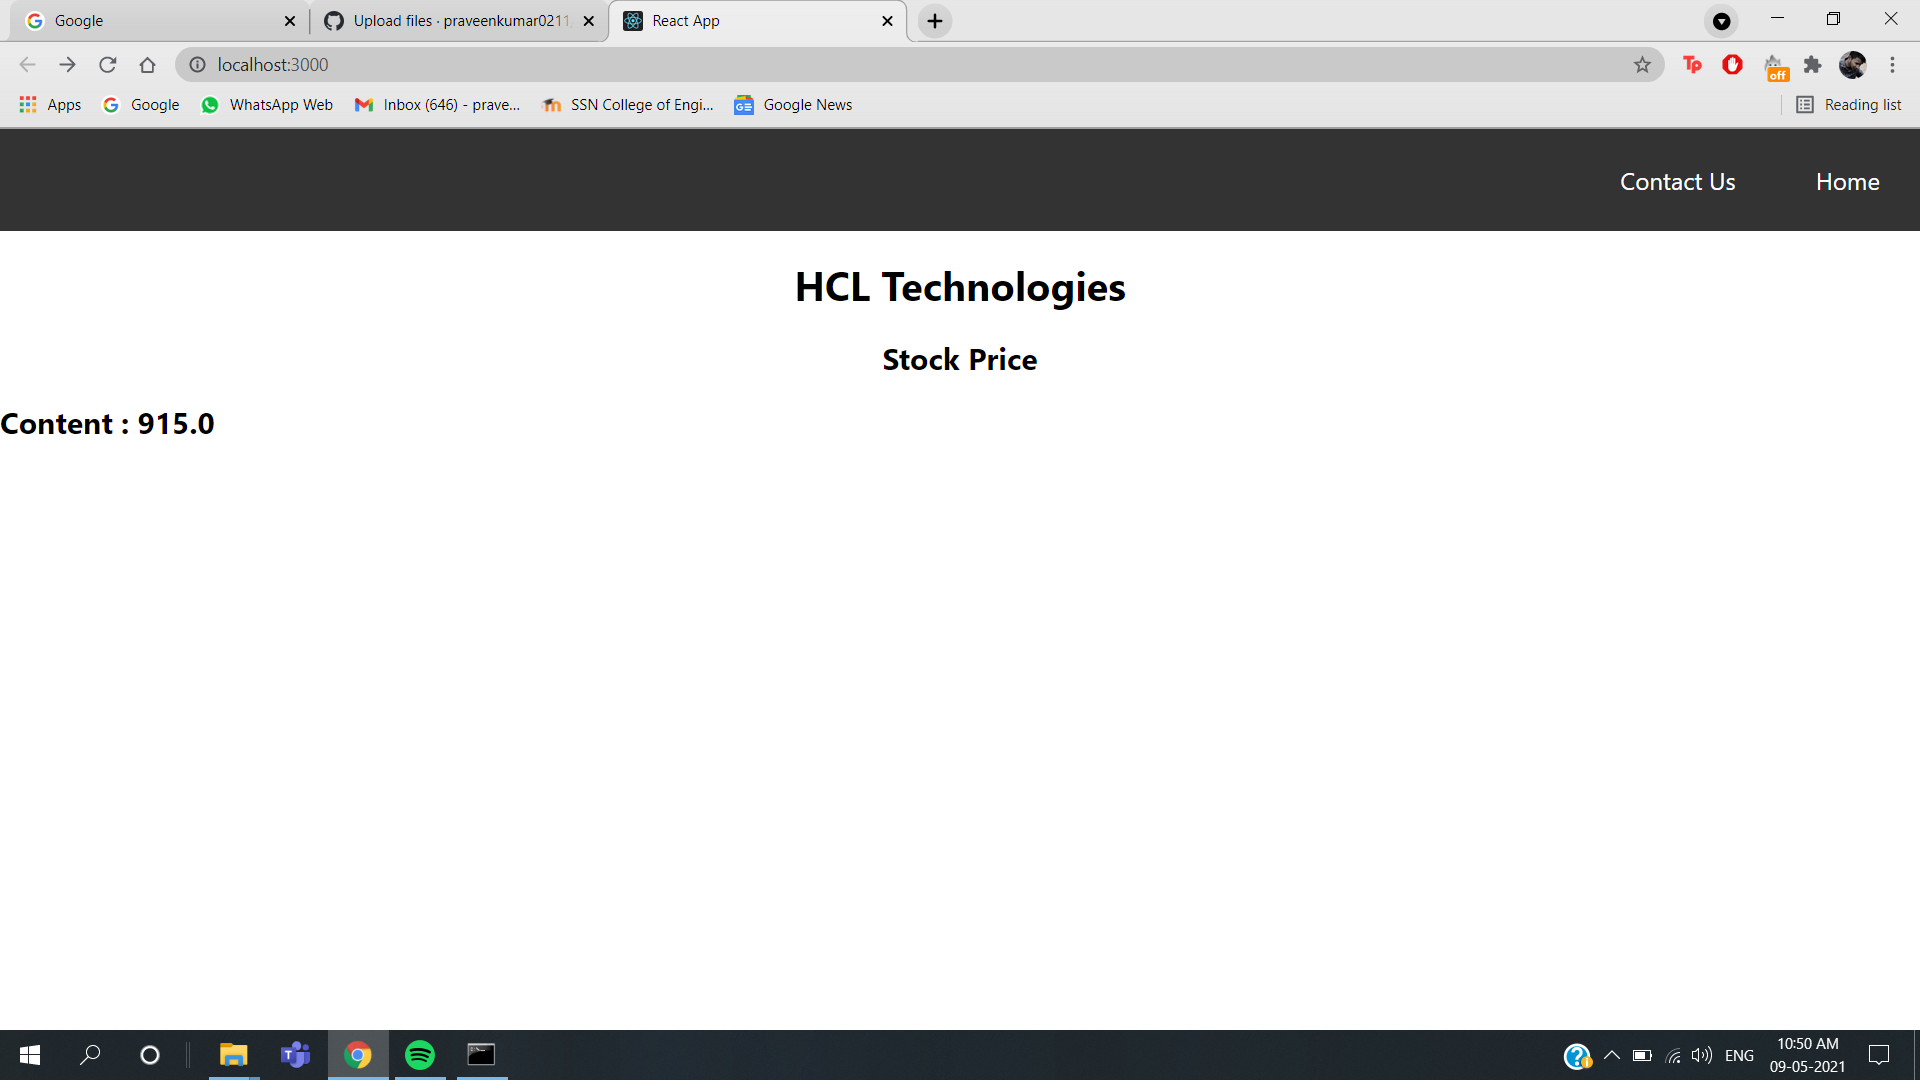 Google
Upload files · praveenkumar0211
React App
localhost:3000
Tp
off
Apps
Google
WhatsApp Web
Inbox (646) - prave...
SSN College of Engi...
GE
Google News
Reading list
Contact Us
Home
HCL Technologies
Stock Price
Content : 915.0
T
ENG
10:50 AM
09-05-2021